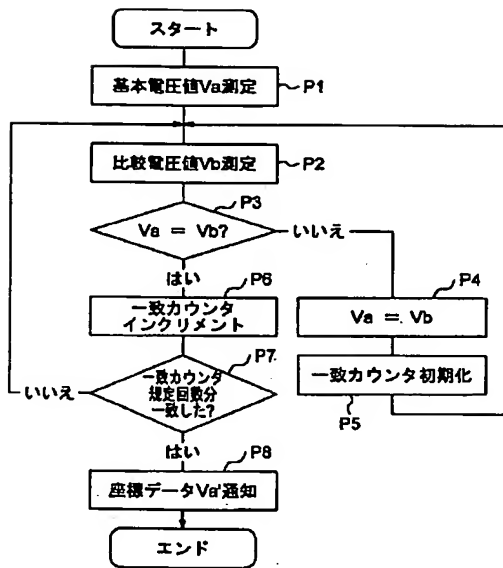 スタート
基本電圧値Va測定
P1
比較電圧値Vb測定
P2
P3
Va = Vb?
いいえ
はい
P6
一致カウンタ
インクリメント
P4
Va = Vb
P7
一致カウンタ
規定回数分
一致した?
いいえ
一致カウンタ初期化
P5
はい
P8
座標データVa'通知
エンド